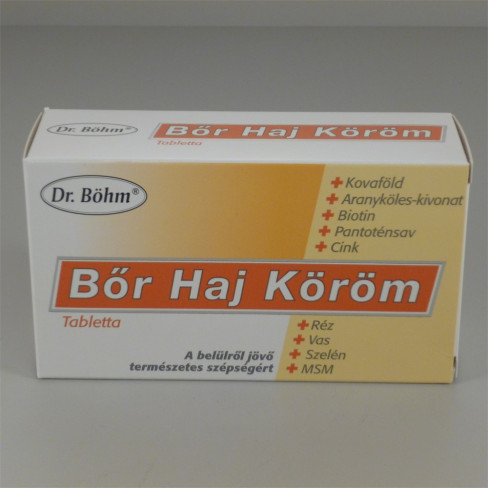 Dr. Böhm®
Bőr Haj Köröm
Tabletta
Dr. Böhm®
+ Kovaföld
+ Aranyköles-kivonat
+ Biotin
+ Pantoténsav
+ Cink
Bőr Haj Köröm
Tabletta
+ Réz
+ Vas
+ Szelén
+ MSM
A belülről jövő
természetes szépségért